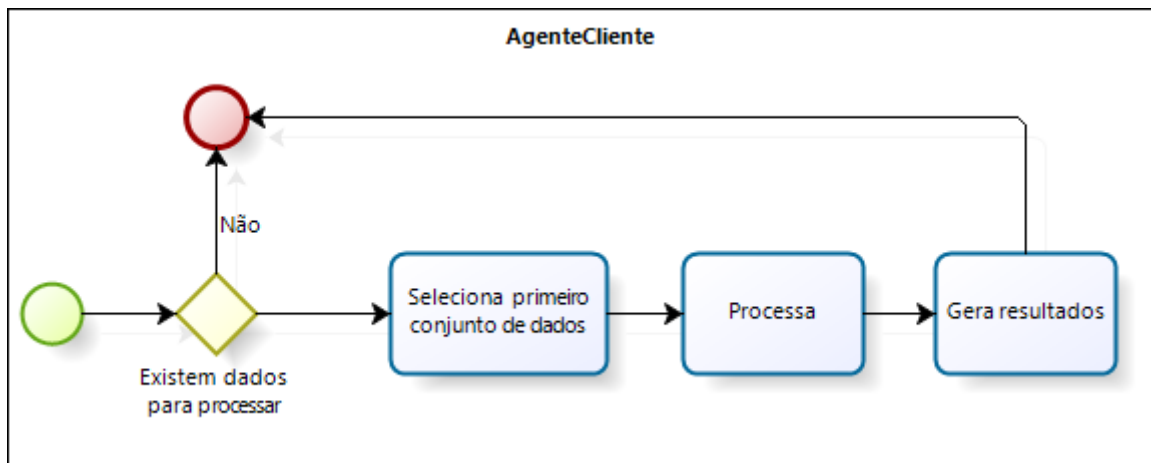 AgenteCliente
Não
Seleciona primeiro
conjunto de dados
Processa
Gera resultados
Existem dados
para processar